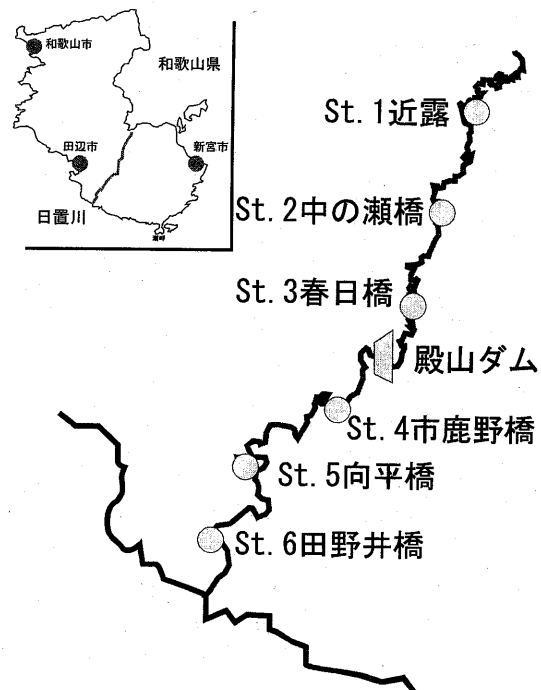 和歌山市
和歌山県
田辺市
新宮市
日置川
St.1近露
St.2中の瀬橋
St.3春日橋
殿山ダム
St.4市鹿野橋
St.5向平橋
St.6田野井橋